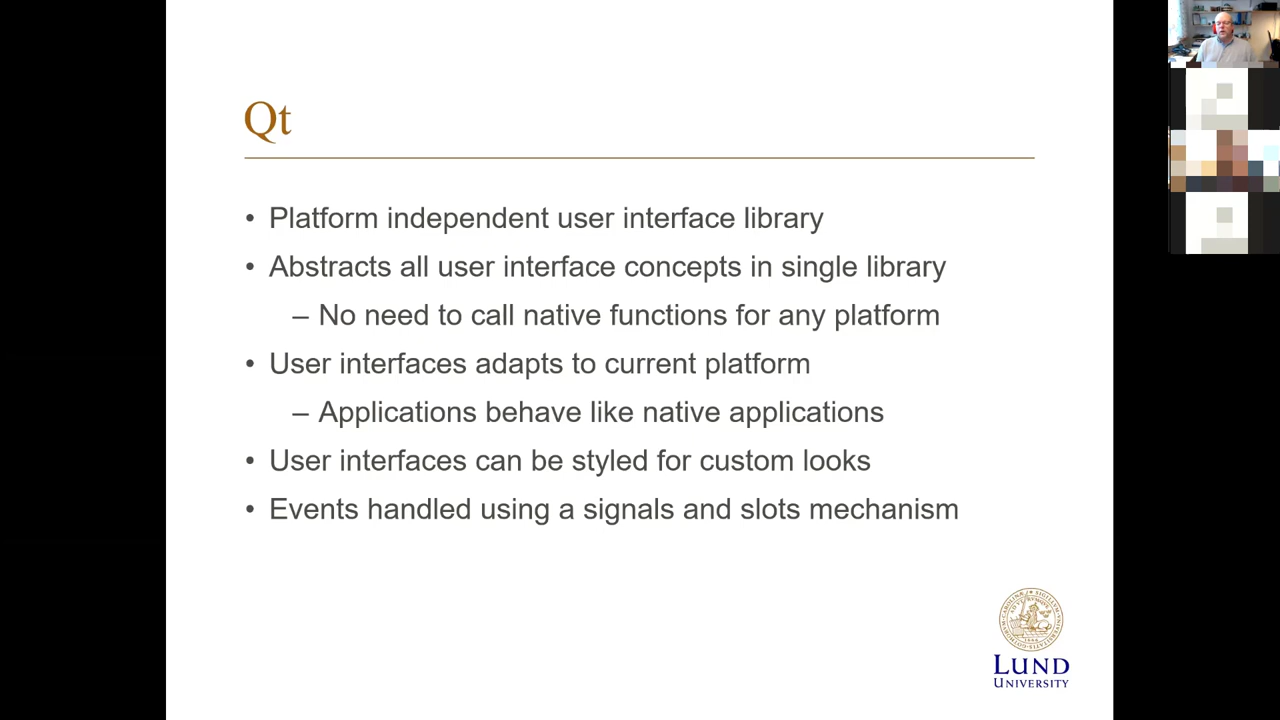 Qt
• Platform independent user interface library
• Abstracts all user interface concepts in single library
– No need to call native functions for any platform
• User interfaces adapts to current platform
– Applications behave like native applications
• User interfaces can be styled for custom looks
• Events handled using a signals and slots mechanism
LUND
UNIVERSITY